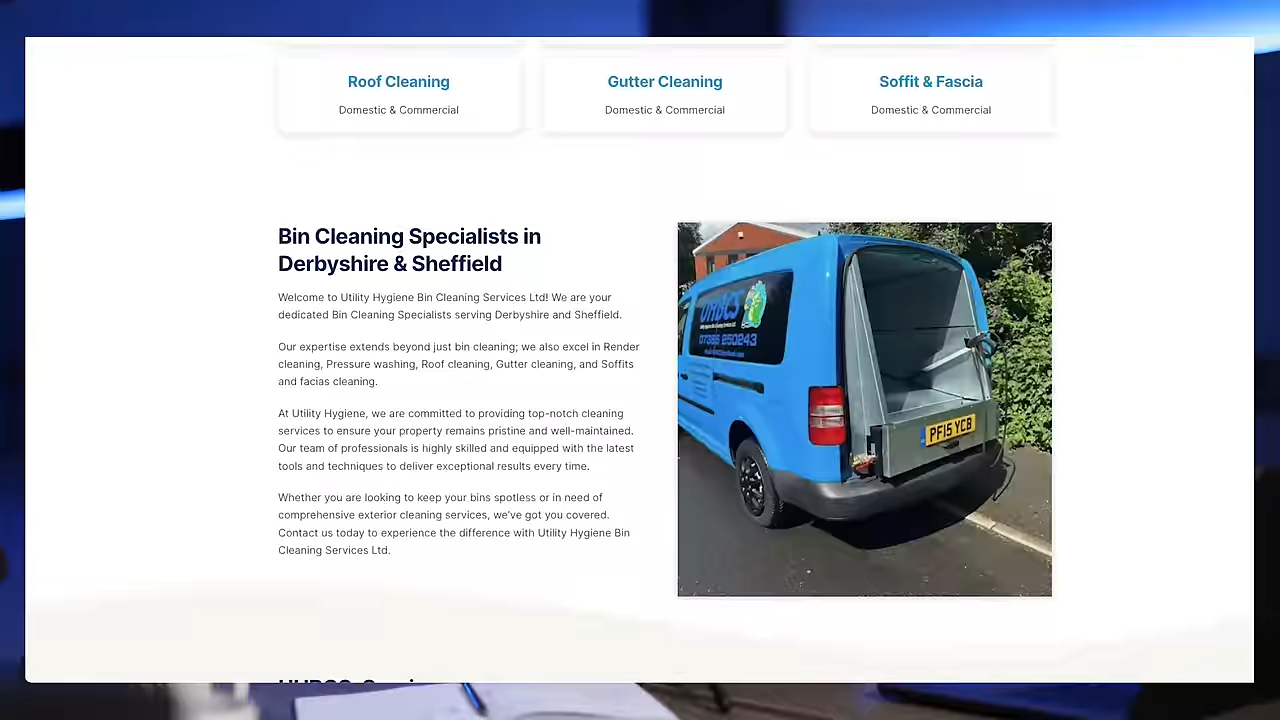 Roof Cleaning
Domestic & Commercial
Gutter Cleaning
Domestic & Commercial
Soffit & Fascia
Domestic & Commercial
Bin Cleaning Specialists in
Derbyshire & Sheffield
Welcome to Utility Hygiene Bin Cleaning Services Ltd! We are your
dedicated Bin Cleaning Specialists serving Derbyshire and Sheffield.
Our expertise extends beyond just bin cleaning; we also excel in Render
cleaning, Pressure washing, Roof cleaning, Gutter cleaning, and Soffits
and facias cleaning.
At Utility Hygiene, we are committed to providing top-notch cleaning
services to ensure your property remains pristine and well-maintained.
Our team of professionals is highly skilled and equipped with the latest
tools and techniques to deliver exceptional results every time.
Whether you are looking to keep your bins spotless or in need of
comprehensive exterior cleaning services, we've got you covered.
Contact us today to experience the difference with Utility Hygiene Bin
Cleaning Services Ltd.
UHBCS
07386 250243
PF15 YCB